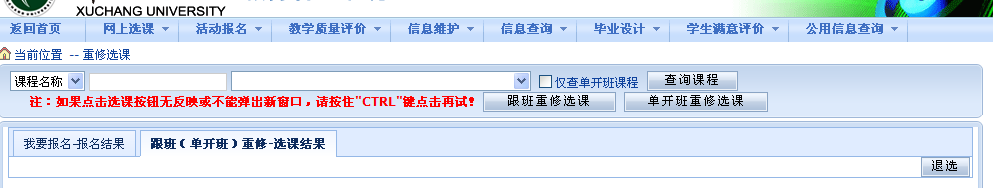 XUCHANG UNIVERSITY
返回首页 网上选课 活动报名 教学质量评价 信息维护 信息查询 毕业设计 学生满意评价 公用信息查询
当前位置 -- 重修选课
课程名称 仅查单开班课程 查询课程
注：如果点击选课按钮无反映或不能弹出新窗口，请按住"CTRL"键点击再试！ 跟班重修选课 单开班重修选课
我要报名-报名结果 跟班（单开班）重修-选课结果
退选